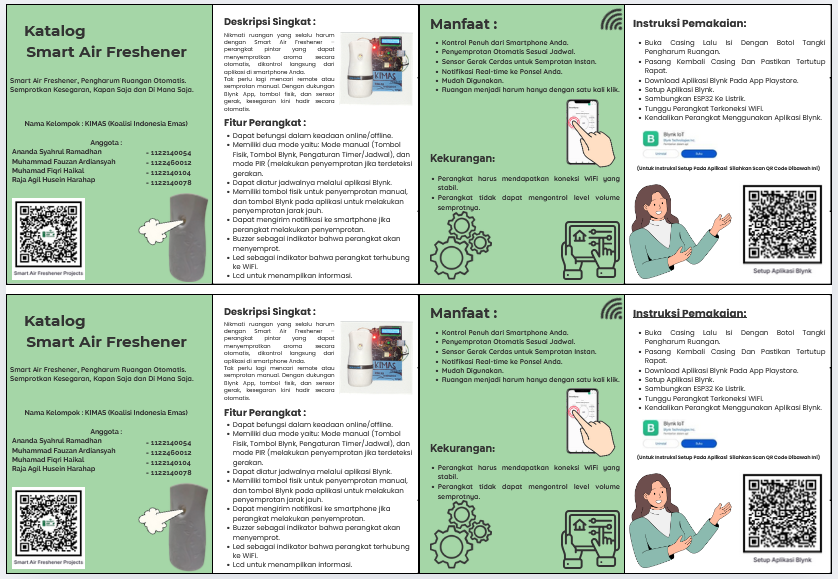 Katalog
Smart Air Freshener
Smart Air Freshener, Pengharum Ruangan Otomatis.
Semprotkan Kesegaran, Kapan Saja dan Di Mana Saja.
Nama Kelompok : KIMAS (Koalisi Indonesia Emas)
Anggota :
Ananda Syahrul Ramadhan - 1122140054
Muhammad Fauzan Ardiansyah - 1122460012
Muhamad Fiqri Haikal - 1122140104
Raja Agil Husein Harahap - 1122140078
Smart Air Freshener Projects
Deskripsi Singkat :
Nikmati ruangan yang selalu harum
dengan Smart Air Freshener –
perangkat pintar yang dapat
menyemprotkan aroma secara
otomatis, dikontrol langsung dari
aplikasi di smartphone Anda.
Tak perlu lagi mencari remote atau
semprotan manual. Dengan dukungan
Blynk App, tombol fisik, dan sensor
gerak, kesegaran kini hadir secara
otomatis.
KIMAS
Fitur Perangkat :
• Dapat befungsi dalam keadaan online/offline.
• Memiliki dua mode yaitu: Mode manual (Tombol
Fisik, Tombol Blynk, Pengaturan Timer/Jadwal), dan
mode PIR (melakukan penyemprotan jika terdeteksi
gerakan.
• Dapat diatur jadwalnya melalui aplikasi Blynk.
• Memiliki tombol fisik untuk penyemprotan manual,
dan tombol Blynk pada aplikasi untuk melakukan
penyemprotan jarak jauh.
• Dapat mengirim notifikasi ke smartphone jika
perangkat melakukan penyempotan.
• Buzzer sebagai indikator bahwa perangkat akan
menyemprot.
• Led sebagai indikator bahwa perangkat terhubung
ke WiFi.
• Lcd untuk menampilkan informasi.
Manfaat :
• Kontrol Penuh dari Smartphone Anda.
• Penyemprotan Otomatis Sesuai Jadwal.
• Sensor Gerak Cerdas untuk Semprotan Instan.
• Notifikasi Real-time ke Ponsel Anda.
• Mudah Digunakan.
• Ruangan menjadi harum hanya dengan satu kali klik.
Kekurangan:
• Perangkat harus mendapatkan koneksi WiFi yang
stabil.
• Perangkat tidak dapat mengontrol level volume
semprotnya.
Instruksi Pemakaian:
• Buka Casing Lalu Isi Dengan Botol Tangki
Pengharum Ruangan.
• Pasang Kembali Casing Dan Pastikan Tertutup
Rapat.
• Download Aplikasi Blynk Pada App Playstore.
• Setup Aplikasi Blynk.
• Sambungkan ESP32 Ke Listrik.
• Tunggu Perangkat Terkoneksi WiFi.
• Kendalikan Perangkat Menggunakan Aplikasi Blynk.
B Blynk IoT
(Untuk Instruksi Setup Pada Aplikasi Silahkan Scan QR Code Dibawah Ini)
Setup Aplikasi Blynk
Katalog
Smart Air Freshener
Smart Air Freshener, Pengharum Ruangan Otomatis.
Semprotkan Kesegaran, Kapan Saja dan Di Mana Saja.
Nama Kelompok : KIMAS (Koalisi Indonesia Emas)
Anggota :
Ananda Syahrul Ramadhan - 1122140054
Muhammad Fauzan Ardiansyah - 1122460012
Muhamad Fiqri Haikal - 1122140104
Raja Agil Husein Harahap - 1122140078
Smart Air Freshener Projects
Deskripsi Singkat :
Nikmati ruangan yang selalu harum
dengan Smart Air Freshener –
perangkat pintar yang dapat
menyemprotkan aroma secara
otomatis, dikontrol langsung dari
aplikasi di smartphone Anda.
Tak perlu lagi mencari remote atau
semprotan manual. Dengan dukungan
Blynk App, tombol fisik, dan sensor
gerak, kesegaran kini hadir secara
otomatis.
KIMAS
Fitur Perangkat :
• Dapat befungsi dalam keadaan online/offline.
• Memiliki dua mode yaitu: Mode manual (Tombol
Fisik, Tombol Blynk, Pengaturan Timer/Jadwal), dan
mode PIR (melakukan penyemprotan jika terdeteksi
gerakan.
• Dapat diatur jadwalnya melalui aplikasi Blynk.
• Memiliki tombol fisik untuk penyemprotan manual,
dan tombol Blynk pada aplikasi untuk melakukan
penyemprotan jarak jauh.
• Dapat mengirim notifikasi ke smartphone jika
perangkat melakukan penyempotan.
• Buzzer sebagai indikator bahwa perangkat akan
menyemprot.
• Led sebagai indikator bahwa perangkat terhubung
ke WiFi.
• Lcd untuk menampilkan informasi.
Manfaat :
• Kontrol Penuh dari Smartphone Anda.
• Penyemprotan Otomatis Sesuai Jadwal.
• Sensor Gerak Cerdas untuk Semprotan Instan.
• Notifikasi Real-time ke Ponsel Anda.
• Mudah Digunakan.
• Ruangan menjadi harum hanya dengan satu kali klik.
Kekurangan:
• Perangkat harus mendapatkan koneksi WiFi yang
stabil.
• Perangkat tidak dapat mengontrol level volume
semprotnya.
Instruksi Pemakaian:
• Buka Casing Lalu Isi Dengan Botol Tangki
Pengharum Ruangan.
• Pasang Kembali Casing Dan Pastikan Tertutup
Rapat.
• Download Aplikasi Blynk Pada App Playstore.
• Setup Aplikasi Blynk.
• Sambungkan ESP32 Ke Listrik.
• Tunggu Perangkat Terkoneksi WiFi.
• Kendalikan Perangkat Menggunakan Aplikasi Blynk.
B Blynk IoT
(Untuk Instruksi Setup Pada Aplikasi Silahkan Scan QR Code Dibawah Ini)
Setup Aplikasi Blynk